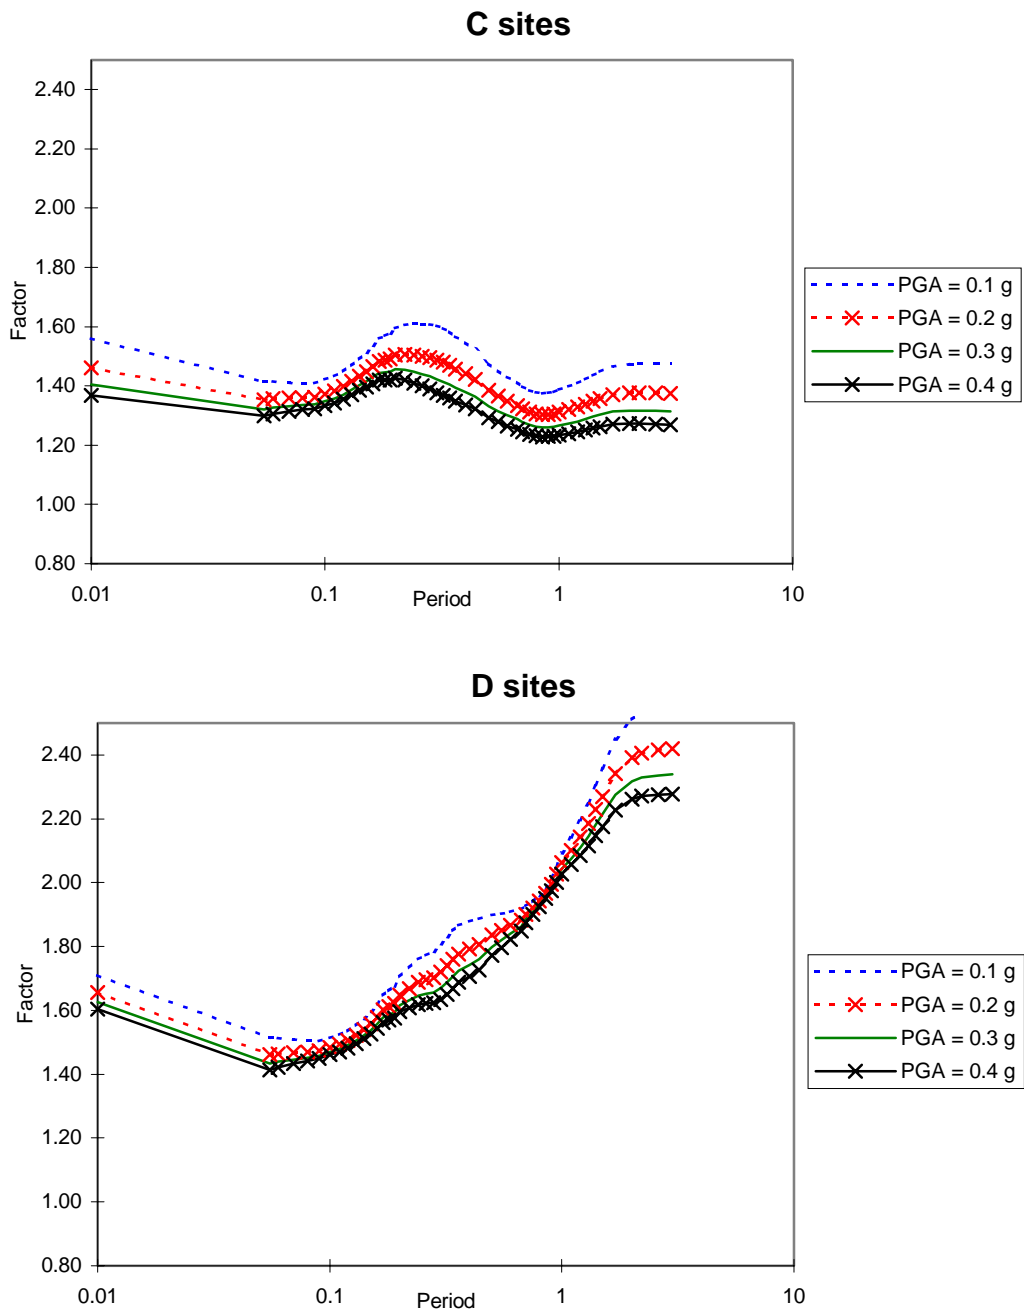 C sites
2.40
2.20
2.00
1.80
1.60
1.40
1.20
1.00
0.80
Factor
0.01
0.1
1
10
Period
PGA = 0.1 g
PGA = 0.2 g
PGA = 0.3 g
PGA = 0.4 g
D sites
2.40
2.20
2.00
1.80
1.60
1.40
1.20
1.00
0.80
Factor
0.01
0.1
1
10
Period
PGA = 0.1 g
PGA = 0.2 g
PGA = 0.3 g
PGA = 0.4 g